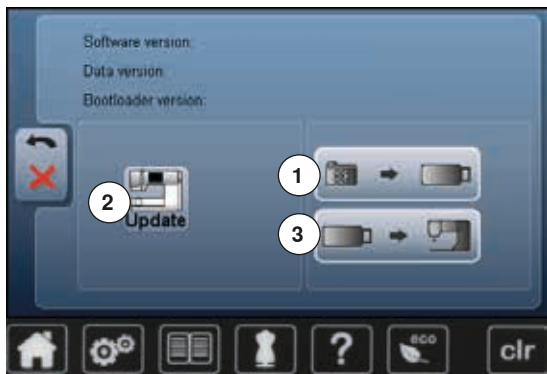 Software version:
Data version:
Bootloader version:
1
2
Update
3
?
eco
clr